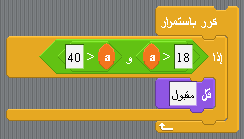 كرر باستمرار
إذا 18 < a و a < 40
قل مقبول